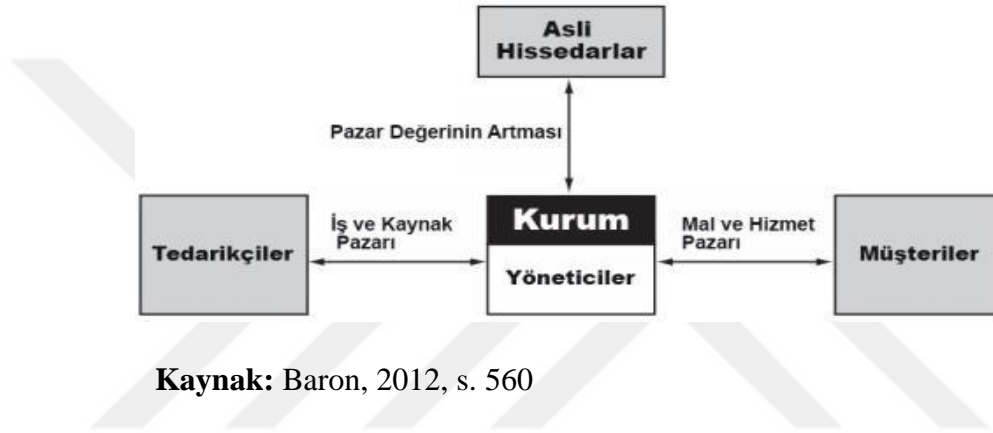 Asli
Hissedarlar
Pazar Değerinin Artması
Tedarikçiler
İş ve Kaynak
Pazarı
Kurum
Yöneticiler
Mal ve Hizmet
Pazarı
Müşteriler
Kaynak: Baron, 2012, s. 560